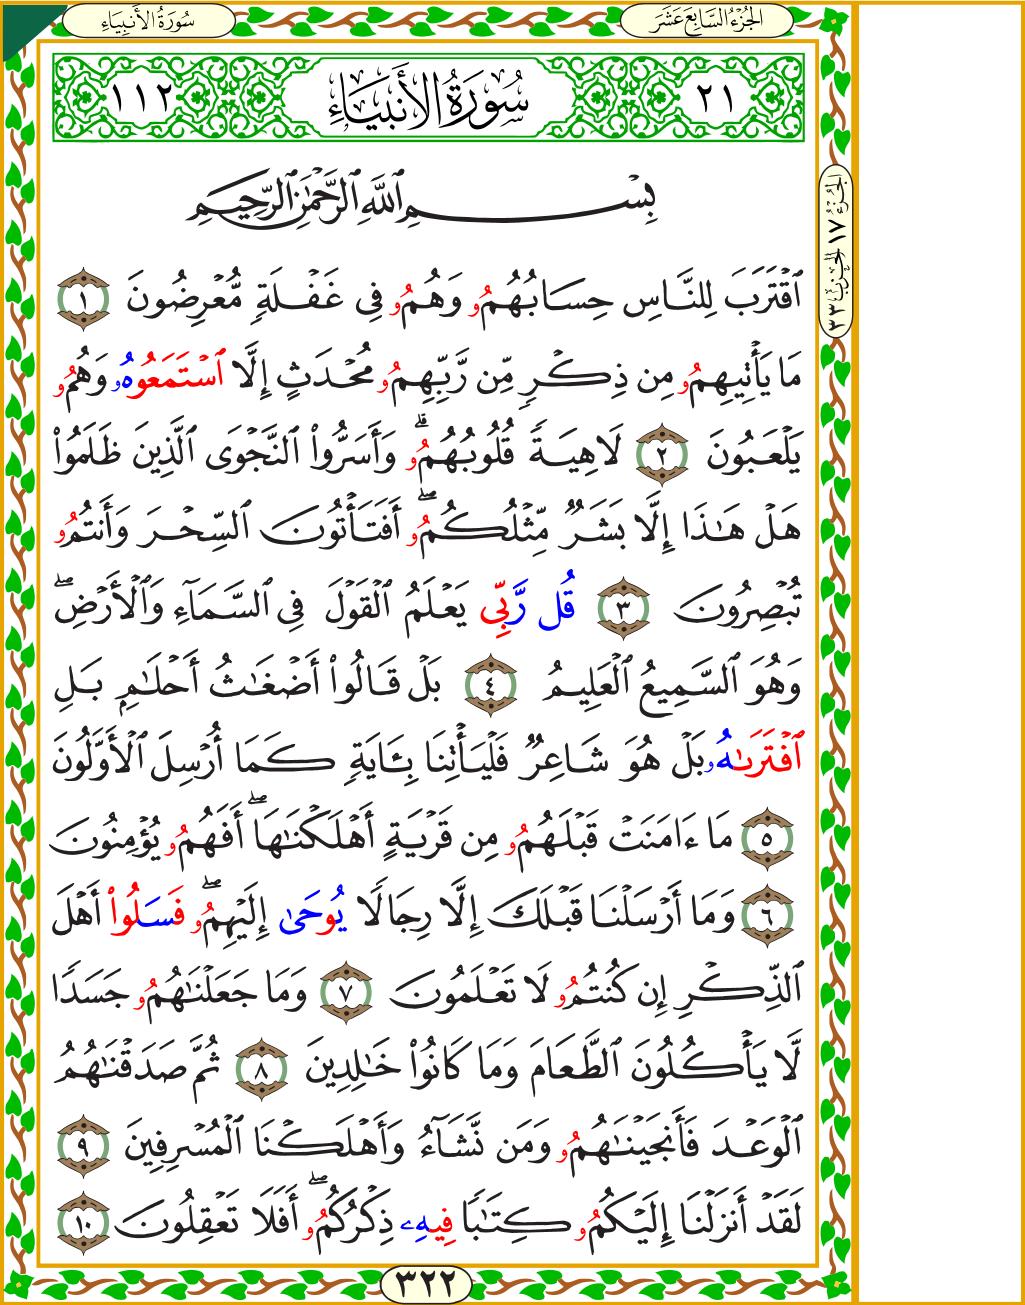 سُورَةُ الأَنبِيَاءِ
الجُزْءُ السَّابِعَ عَشَرَ
٢١ سُورَةُ الأَنبِيَاءِ ١١٢
الجُزْءُ ١٧ الحِزْبُ ٣٣
بِسْمِ ٱللَّهِ ٱلرَّحْمَٰنِ ٱلرَّحِيمِ
ٱقْتَرَبَ لِلنَّاسِ حِسَابُهُمُۥ وَهُمُۥ فِى غَفْلَةٍ مُّعْرِضُونَ ١
مَا يَأْتِيهِمُۥ مِن ذِكْرٍ مِّن رَّبِّهِمُۥ مُحْدَثٍ إِلَّا ٱسْتَمَعُوهُۥ وَهُمُۥ
يَلْعَبُونَ ٢ لَاهِيَةً قُلُوبُهُمُۥۗ وَأَسَرُّوا۟ ٱلنَّجْوَى ٱلَّذِينَ ظَلَمُوا۟
هَلْ هَٰذَا إِلَّا بَشَرٌ مِّثْلُكُمُۥۖ أَفَتَأْتُونَ ٱلسِّحْرَ وَأَنتُمُۥ
تُبْصِرُونَ ٣ قُل رَّبِّى يَعْلَمُ ٱلْقَوْلَ فِى ٱلسَّمَآءِ وَٱلْأَرْضِۖ
وَهُوَ ٱلسَّمِيعُ ٱلْعَلِيمُ ٤ بَلْ قَالُوا۟ أَضْغَٰثُ أَحْلَٰمٍ بَلِ
ٱفْتَرَىٰهُۥ بَلْ هُوَ شَاعِرٌ فَلْيَأْتِنَا بِـَٔايَةٍ كَمَا أُرْسِلَ ٱلْأَوَّلُونَ
٥ مَا ءَامَنَتْ قَبْلَهُمُۥ مِن قَرْيَةٍ أَهْلَكْنَٰهَاۖ أَفَهُمُۥ يُؤْمِنُونَ
٦ وَمَا أَرْسَلْنَا قَبْلَكَ إِلَّا رِجَالًا يُوحَىٰ إِلَيْهِمُۥۖ فَسَلُوا۟ أَهْلَ
ٱلذِّكْرِ إِن كُنتُمُۥ لَا تَعْلَمُونَ ٧ وَمَا جَعَلْنَٰهُمُۥ جَسَدًا
لَّا يَأْكُلُونَ ٱلطَّعَامَ وَمَا كَانُوا۟ خَٰلِدِينَ ٨ ثُمَّ صَدَقْنَٰهُمُ
ٱلْوَعْدَ فَأَنجَيْنَٰهُمُۥ وَمَن نَّشَآءُ وَأَهْلَكْنَا ٱلْمُسْرِفِينَ ٩
لَقَدْ أَنزَلْنَا إِلَيْكُمُۥ كِتَٰبًا فِيهِۦ ذِكْرُكُمُۥۖ أَفَلَا تَعْقِلُونَ ١٠
٣٢٢